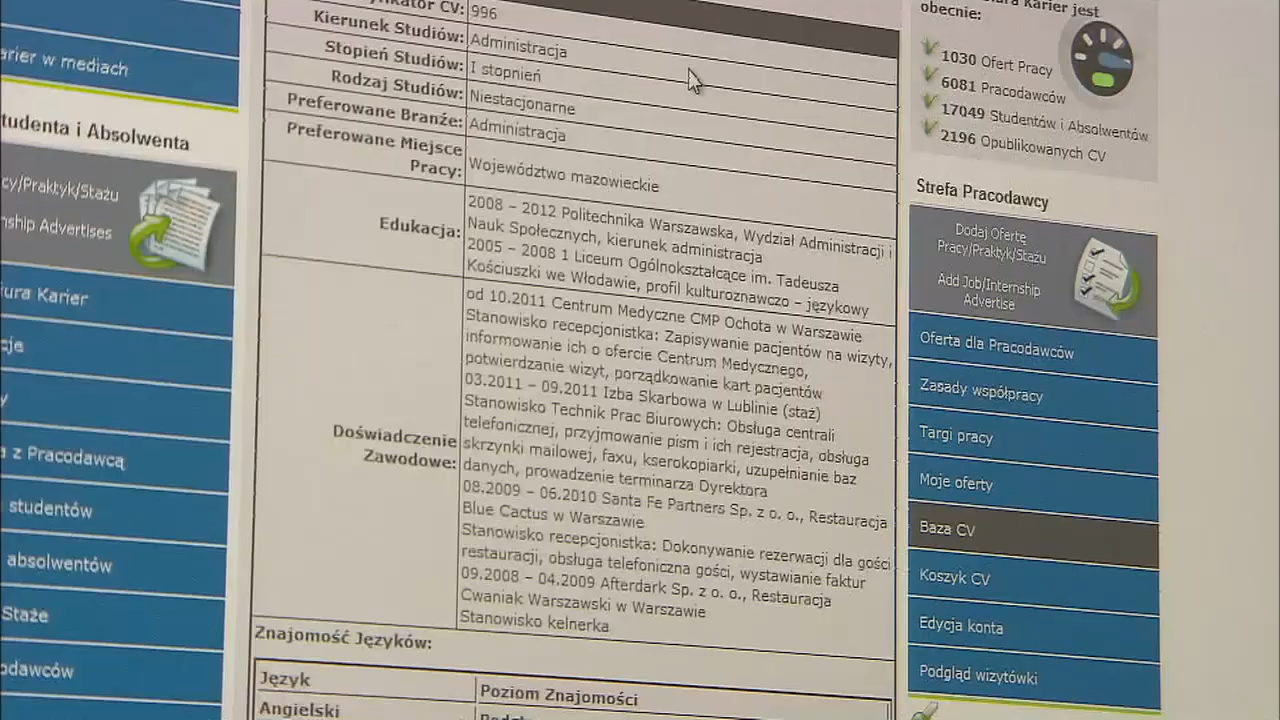 arier w mediach
tudenta i Absolwenta
cy/Praktyk/Stażu
nship Advertises
iura Karier
cje
y
a z Pracodawcą
studentów
absolwentów
Staże
odawców
CV: 996
Kierunek Studiów: Administracja
Stopień Studiów: I stopnień
Rodzaj Studiów: Niestacjonarne
Preferowane Branże: Administracja
Preferowane Miejsce
Pracy: Województwo mazowieckie
Edukacja:
2008 – 2012 Politechnika Warszawska, Wydział Administracji i
Nauk Społecznych, kierunek administracja
2005 – 2008 1 Liceum Ogólnokształcące im. Tadeusza
Kościuszki we Włodawie, profil kulturoznawczo – językowy
Doświadczenie
Zawodowe:
od 10.2011 Centrum Medyczne CMP Ochota w Warszawie
Stanowisko recepcjonistka: Zapisywanie pacjentów na wizyty,
informowanie ich o ofercie Centrum Medycznego,
potwierdzanie wizyt, porządkowanie kart pacjentów
03.2011 – 09.2011 Izba Skarbowa w Lublinie (staż)
Stanowisko Technik Prac Biurowych: Obsługa centrali
telefonicznej, przyjmowanie pism i ich rejestracja, obsługa
skrzynki mailowej, faxu, kserokopiarki, uzupełnianie baz
danych, prowadzenie terminarza Dyrektora
08.2009 – 06.2010 Santa Fe Partners Sp. z o. o., Restauracja
Blue Cactus w Warszawie
Stanowisko recepcjonistka: Dokonywanie rezerwacji dla gości
restauracji, obsługa telefoniczna gości, wystawianie faktur
09.2008 – 04.2009 Afterdark Sp. z o. o., Restauracja
Cwaniak Warszawski w Warszawie
Stanowisko kelnerka
Znajomość Języków:
Język Poziom Znajomości
Angielski
Karier jest
obecnie:
1030 Ofert Pracy
6081 Pracodawców
17049 Studentów i Absolwentów
2196 Opublikowanych CV
Strefa Pracodawcy
Dodaj Ofertę
Pracy/Praktyk/Stażu
Add Job/Internship
Advertise
Oferta dla Pracodawców
Zasady współpracy
Targi pracy
Moje oferty
Baza CV
Koszyk CV
Edycja konta
Podgląd wizytówki